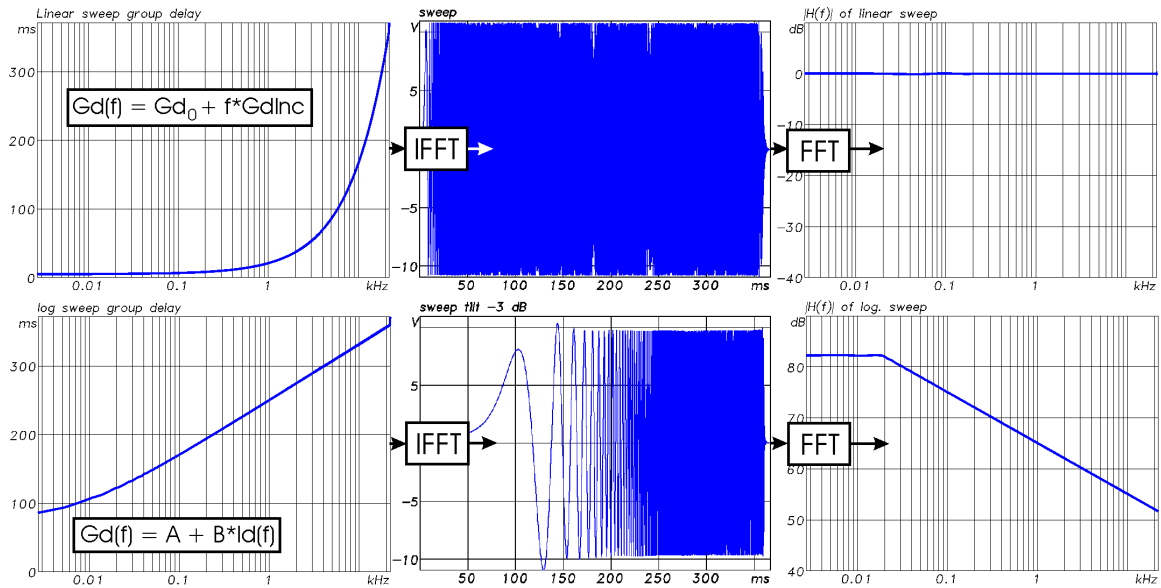 Linear sweep group delay
ms
300
200
100
0
0.01
0.1
1
kHz
Gd(f) = Gd0 + f*GdInc
IFFT
sweep
V
5
-5
-10
50
100
150
200
250
300
ms
FFT
|H(f)| of linear sweep
dB
0
-10
-20
-30
-40
0.01
0.1
1
kHz
log sweep group delay
ms
300
200
100
0
0.01
0.1
1
kHz
Gd(f) = A + B*ld(f)
IFFT
sweep tilt -3 dB
V
5
0
-5
-10
50
100
150
200
250
300
ms
FFT
|H(f)| of log. sweep
dB
80
70
60
50
40
0.01
0.1
1
kHz